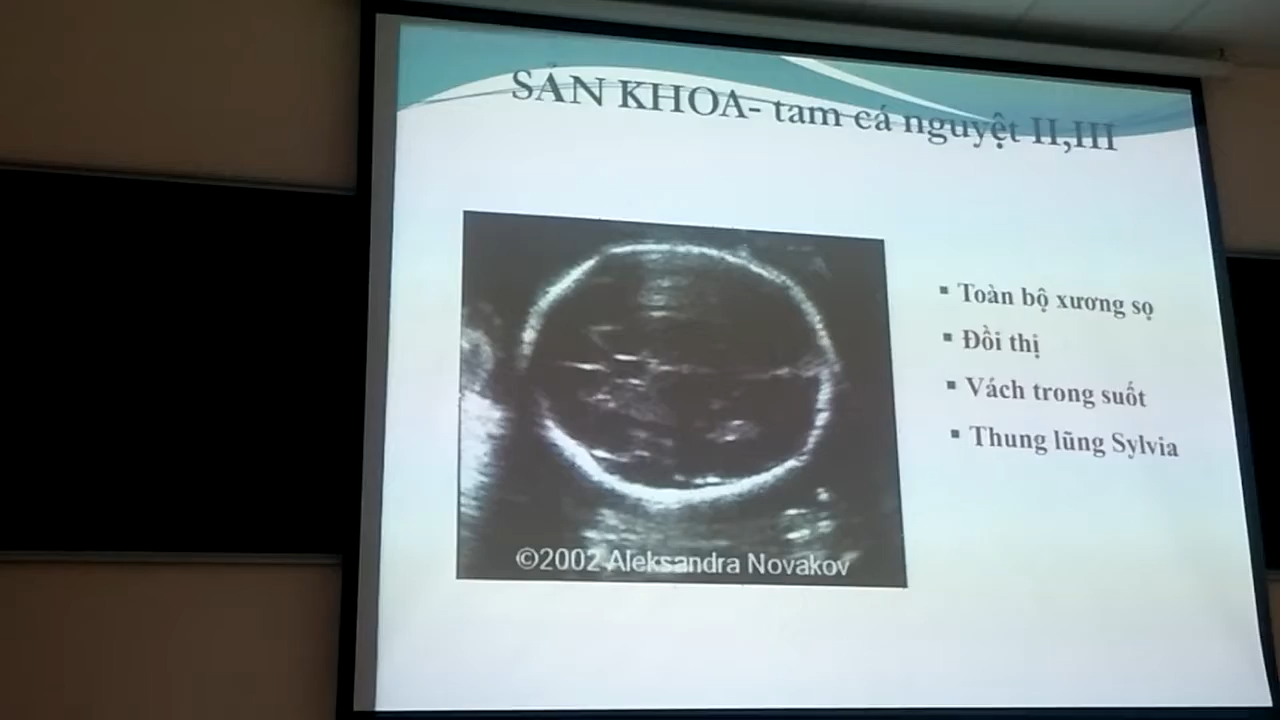 SẢN KHOA- tam cá nguyệt II,III
▪ Toàn bộ xương sọ
▪ Đồi thị
▪ Vách trong suốt
▪ Thung lũng Sylvia
©2002 Aleksandra Novakov